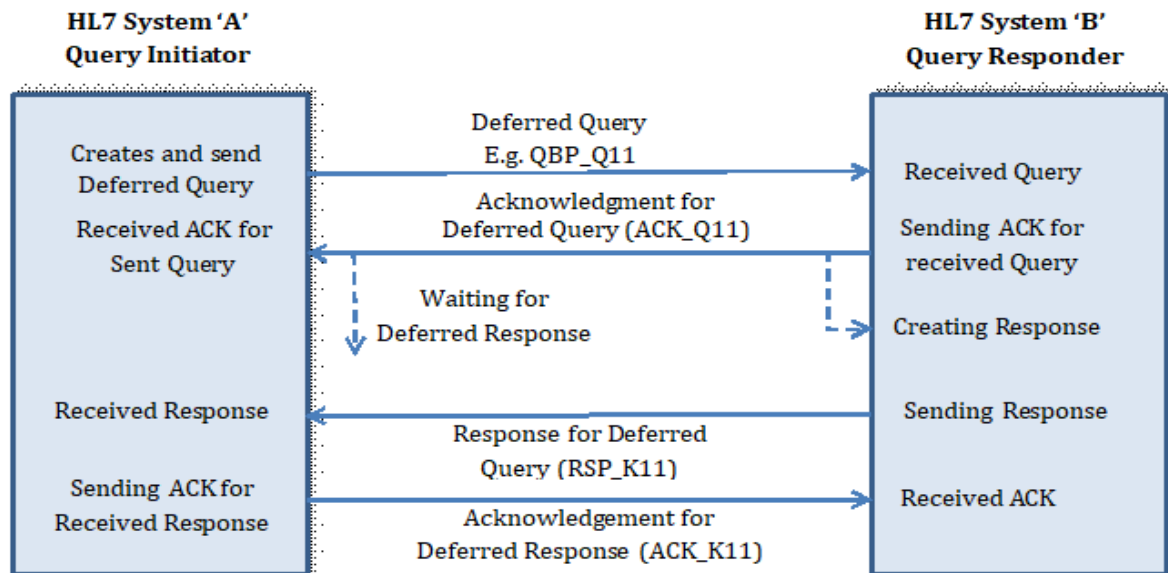 HL7 System ‘A’
Query Initiator
HL7 System ‘B’
Query Responder
Deferred Query
E.g. QBP_Q11
Creates and send
Deferred Query
Received Query
Acknowledgment for
Deferred Query (ACK_Q11)
Received ACK for
Sent Query
Sending ACK for
received Query
Waiting for
Deferred Response
Creating Response
Received Response
Sending Response
Response for Deferred
Query (RSP_K11)
Sending ACK for
Received Response
Received ACK
Acknowledgement for
Deferred Response (ACK_K11)